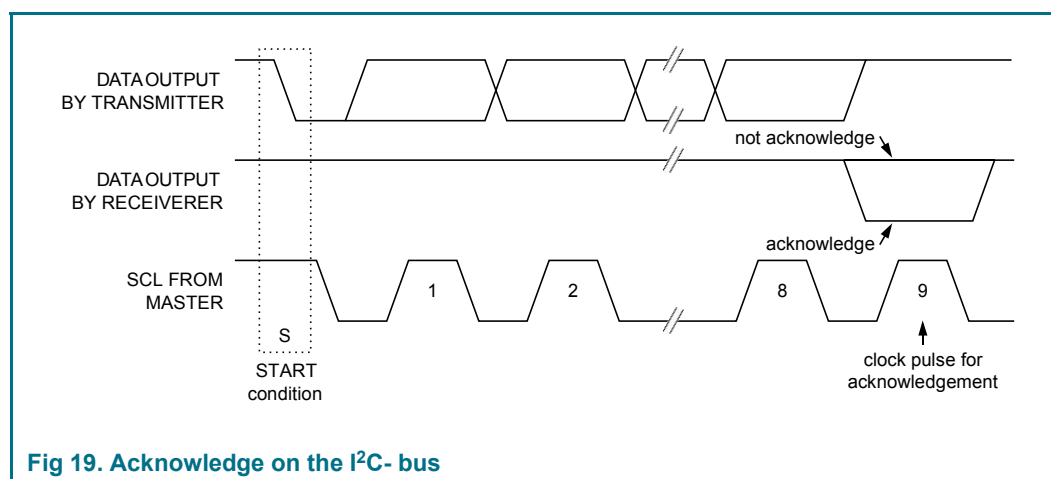 DATA OUTPUT
BY TRANSMITTER
not acknowledge
DATA OUTPUT
BY RECEIVERER
acknowledge
SCL FROM
MASTER
1
2
8
9
S
START
condition
clock pulse for
acknowledgement
Fig 19. Acknowledge on the I²C- bus